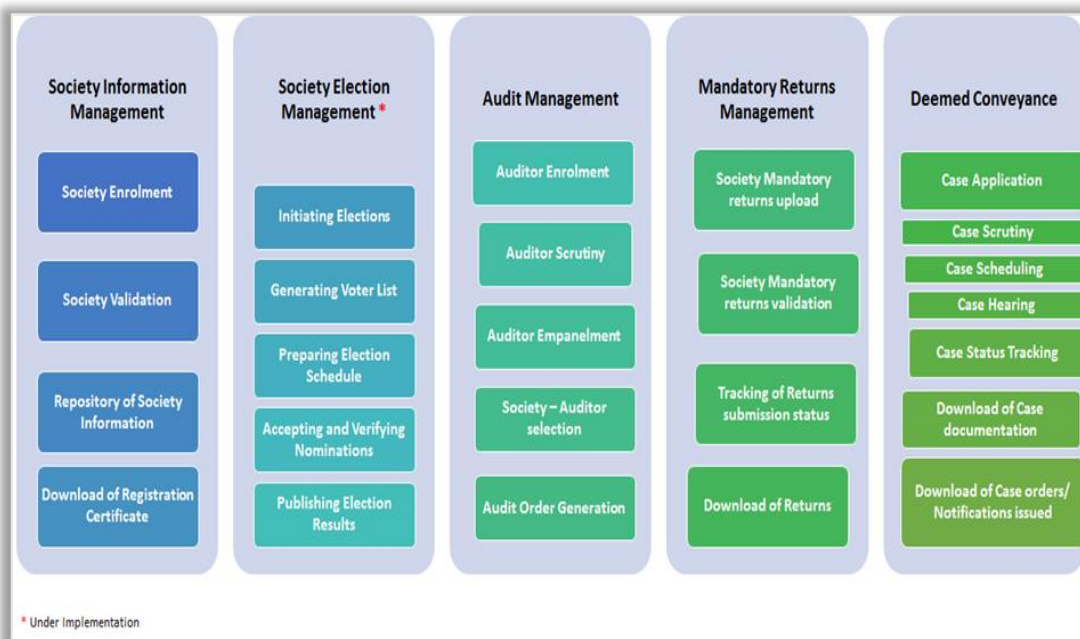 Society Information
Management
Society Enrolment
Society Validation
Repository of Society
Information
Download of Registration
Certificate
Society Election
Management *
Initiating Elections
Generating Voter List
Preparing Election
Schedule
Accepting and Verifying
Nominations
Publishing Election
Results
Audit Management
Auditor Enrolment
Auditor Scrutiny
Auditor Empanelment
Society – Auditor
selection
Audit Order Generation
Mandatory Returns
Management
Society Mandatory
returns upload
Society Mandatory
returns validation
Tracking of Returns
submission status
Download of Returns
Deemed Conveyance
Case Application
Case Scrutiny
Case Scheduling
Case Hearing
Case Status Tracking
Download of Case
documentation
Download of Case orders/
Notifications issued
* Under Implementation